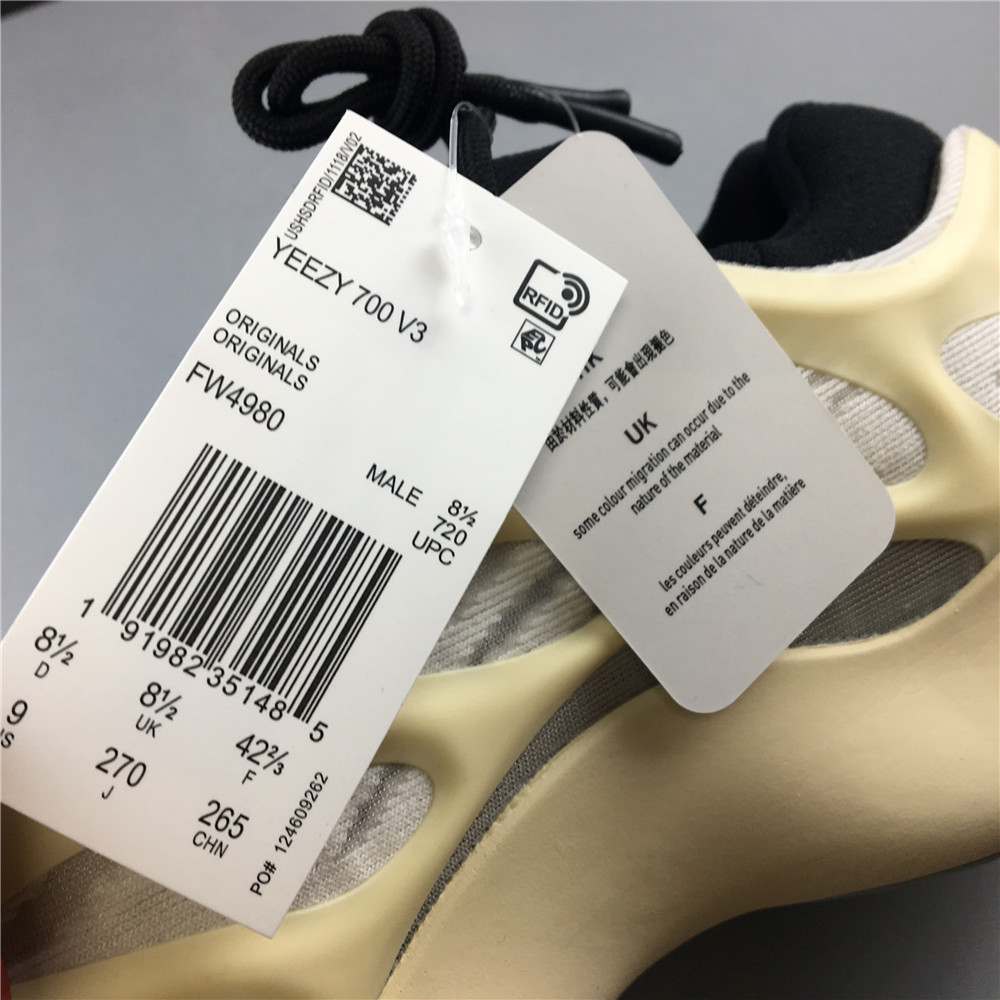 USHSDRFID/1118/V02
YEEZY 700 V3
RFID
ORIGINALS
ORIGINALS
FW4980
MALE 8½
720
UPC
1 91982 35148 5
8½
D
8½
UK
42⅔
F
9
270
J
265
CHN
PO# 124609262
由於材料性質，可能會出現褪色
UK
some colour migration can occur due to the
nature of the material
F
les couleurs peuvent déteindre,
en raison de la nature de la matière